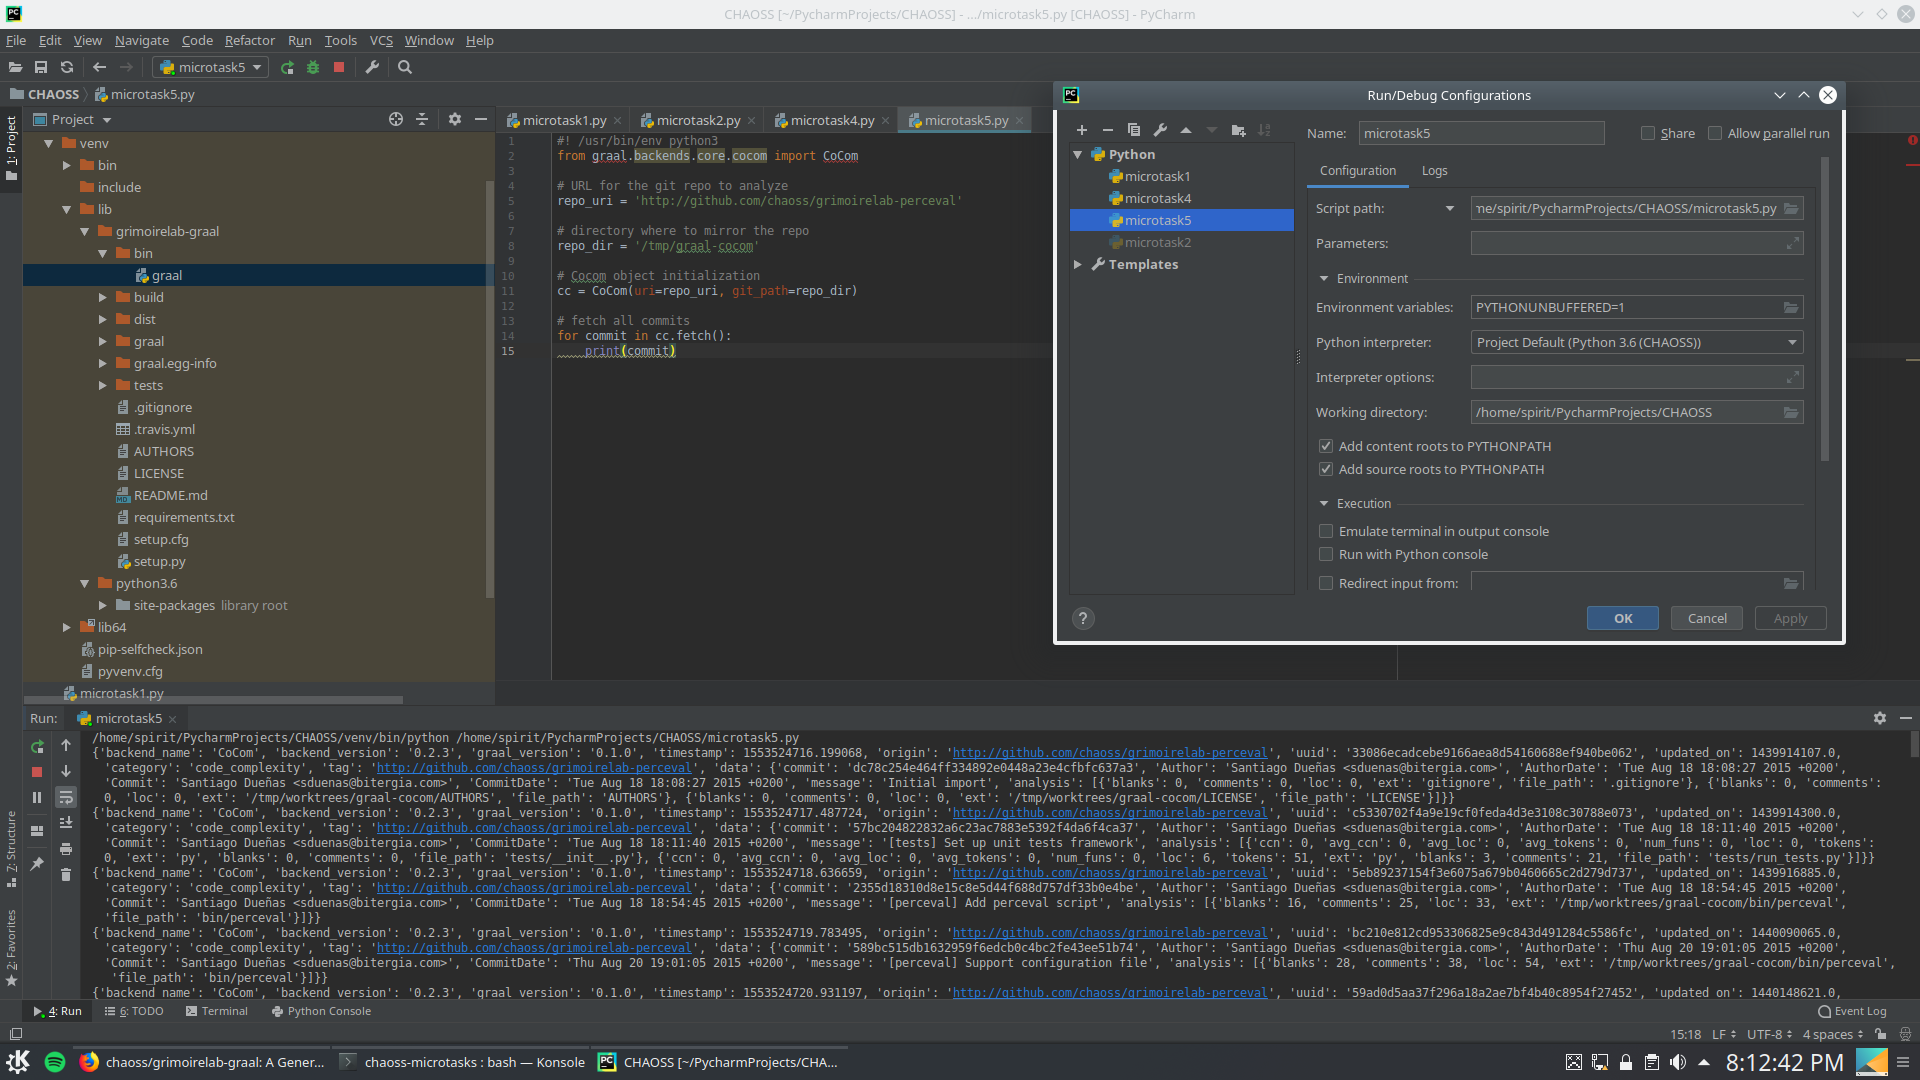 CHAOSS [~/PycharmProjects/CHAOSS] - .../microtask5.py [CHAOSS] - PyCharm
File Edit View Navigate Code Refactor Run Tools VCS Window Help
microtask5
CHAOSS microtask5.py
1: Project
Project
venv
bin
include
lib
grimoirelab-graal
bin
graal
build
dist
graal
graal.egg-info
tests
.gitignore
.travis.yml
AUTHORS
LICENSE
README.md
requirements.txt
setup.cfg
setup.py
python3.6
site-packages library root
lib64
pip-selfcheck.json
pyvenv.cfg
microtask1.py
microtask1.py microtask2.py microtask4.py microtask5.py
1 #! /usr/bin/env python3
2 from graal.backends.core.cocom import CoCom
3
4 # URL for the git repo to analyze
5 repo_uri = 'http://github.com/chaoss/grimoirelab-perceval'
6
7 # directory where to mirror the repo
8 repo_dir = '/tmp/graal-cocom'
9
10 # Cocom object initialization
11 cc = CoCom(uri=repo_uri, git_path=repo_dir)
12
13 # fetch all commits
14 for commit in cc.fetch():
15 print(commit)
Run/Debug Configurations
Python
microtask1
microtask4
microtask5
microtask2
Templates
Name: microtask5 Share Allow parallel run
Configuration Logs
Script path: me/spirit/PycharmProjects/CHAOSS/microtask5.py
Parameters:
Environment
Environment variables: PYTHONUNBUFFERED=1
Python interpreter: Project Default (Python 3.6 (CHAOSS))
Interpreter options:
Working directory: /home/spirit/PycharmProjects/CHAOSS
Add content roots to PYTHONPATH
Add source roots to PYTHONPATH
Execution
Emulate terminal in output console
Run with Python console
Redirect input from:
? OK Cancel Apply
Run: microtask5
/home/spirit/PycharmProjects/CHAOSS/venv/bin/python /home/spirit/PycharmProjects/CHAOSS/microtask5.py
{'backend_name': 'CoCom', 'backend_version': '0.2.3', 'graal_version': '0.1.0', 'timestamp': 1553524716.199068, 'origin': 'http://github.com/chaoss/grimoirelab-perceval', 'uuid': '33086ecadcebe9166aea8d54160688ef940be062', 'updated_on': 1439914107.0,
'category': 'code_complexity', 'tag': 'http://github.com/chaoss/grimoirelab-perceval', 'data': {'commit': 'dc78c254e464ff334892e0448a23e4cfbfc637a3', 'Author': 'Santiago Dueñas <sduenas@bitergia.com>', 'AuthorDate': 'Tue Aug 18 18:08:27 2015 +0200',
'Commit': 'Santiago Dueñas <sduenas@bitergia.com>', 'CommitDate': 'Tue Aug 18 18:08:27 2015 +0200', 'message': 'Initial import', 'analysis': [{'blanks': 0, 'comments': 0, 'loc': 0, 'ext': 'gitignore', 'file_path': '.gitignore'}, {'blanks': 0, 'comments':
0, 'loc': 0, 'ext': '/tmp/worktrees/graal-cocom/AUTHORS', 'file_path': 'AUTHORS'}, {'blanks': 0, 'comments': 0, 'loc': 0, 'ext': '/tmp/worktrees/graal-cocom/LICENSE', 'file_path': 'LICENSE'}]}}
{'backend_name': 'CoCom', 'backend_version': '0.2.3', 'graal_version': '0.1.0', 'timestamp': 1553524717.487724, 'origin': 'http://github.com/chaoss/grimoirelab-perceval', 'uuid': 'c5330702f4a9e19cf0feda4d3e3108c30788e073', 'updated_on': 1439914300.0,
'category': 'code_complexity', 'tag': 'http://github.com/chaoss/grimoirelab-perceval', 'data': {'commit': '57bc204822832a6c23ac7883e5392f4da6f4ca37', 'Author': 'Santiago Dueñas <sduenas@bitergia.com>', 'AuthorDate': 'Tue Aug 18 18:11:40 2015 +0200',
'Commit': 'Santiago Dueñas <sduenas@bitergia.com>', 'CommitDate': 'Tue Aug 18 18:11:40 2015 +0200', 'message': '[tests] Set up unit tests framework', 'analysis': [{'ccn': 0, 'avg_ccn': 0, 'avg_loc': 0, 'avg_tokens': 0, 'num_funs': 0, 'loc': 0, 'tokens':
0, 'ext': 'py', 'blanks': 0, 'comments': 0, 'file_path': 'tests/__init__.py'}, {'ccn': 0, 'avg_ccn': 0, 'avg_loc': 0, 'avg_tokens': 0, 'num_funs': 0, 'loc': 6, 'tokens': 51, 'ext': 'py', 'blanks': 3, 'comments': 21, 'file_path': 'tests/run_tests.py'}]}}
{'backend_name': 'CoCom', 'backend_version': '0.2.3', 'graal_version': '0.1.0', 'timestamp': 1553524718.636659, 'origin': 'http://github.com/chaoss/grimoirelab-perceval', 'uuid': '5eb89237154f3e6075a679b0460665c2d279d737', 'updated_on': 1439916885.0,
'category': 'code_complexity', 'tag': 'http://github.com/chaoss/grimoirelab-perceval', 'data': {'commit': '2355d18310d8e15c8e5d44f688d757df33b0e4be', 'Author': 'Santiago Dueñas <sduenas@bitergia.com>', 'AuthorDate': 'Tue Aug 18 18:54:45 2015 +0200',
'Commit': 'Santiago Dueñas <sduenas@bitergia.com>', 'CommitDate': 'Tue Aug 18 18:54:45 2015 +0200', 'message': '[perceval] Add perceval script', 'analysis': [{'blanks': 16, 'comments': 25, 'loc': 33, 'ext': '/tmp/worktrees/graal-cocom/bin/perceval',
'file_path': 'bin/perceval'}]}}
{'backend_name': 'CoCom', 'backend_version': '0.2.3', 'graal_version': '0.1.0', 'timestamp': 1553524719.783495, 'origin': 'http://github.com/chaoss/grimoirelab-perceval', 'uuid': 'bc210e812cd953306825e9c843d491284c5586fc', 'updated_on': 1440090065.0,
'category': 'code_complexity', 'tag': 'http://github.com/chaoss/grimoirelab-perceval', 'data': {'commit': '589bc515db1632959f6edcb0c4bc2fe43ee51b74', 'Author': 'Santiago Dueñas <sduenas@bitergia.com>', 'AuthorDate': 'Thu Aug 20 19:01:05 2015 +0200',
'Commit': 'Santiago Dueñas <sduenas@bitergia.com>', 'CommitDate': 'Thu Aug 20 19:01:05 2015 +0200', 'message': '[perceval] Support configuration file', 'analysis': [{'blanks': 28, 'comments': 38, 'loc': 54, 'ext': '/tmp/worktrees/graal-cocom/bin/perceval',
'file_path': 'bin/perceval'}]}}
{'backend_name': 'CoCom', 'backend_version': '0.2.3', 'graal_version': '0.1.0', 'timestamp': 1553524720.931197, 'origin': 'http://github.com/chaoss/grimoirelab-perceval', 'uuid': '59ad0d5aa37f296a18a2ae7bf4b40c8954f27452', 'updated_on': 1440148621.0,
7: Structure
2: Favorites
4: Run 6: TODO Terminal Python Console Event Log
15:18 LF UTF-8 4 spaces
chaoss/grimoirelab-graal: A Gener... chaoss-microtasks : bash — Konsole CHAOSS [~/PycharmProjects/CHA... 8:12:42 PM